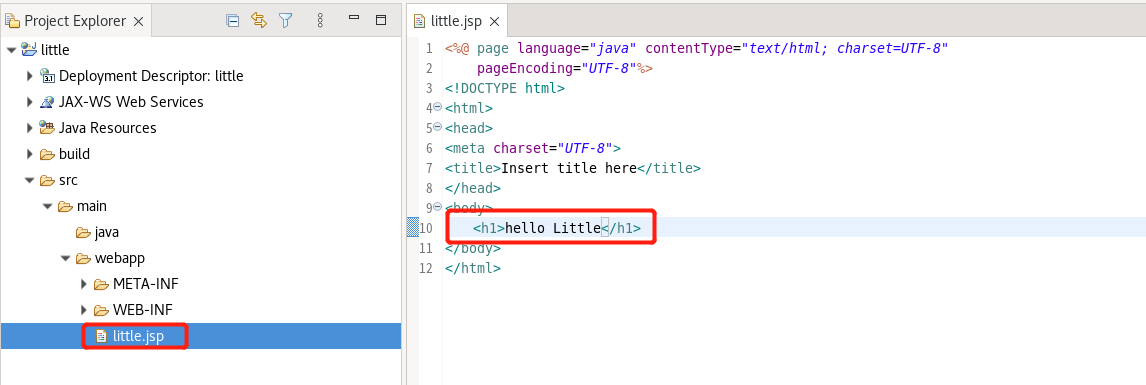 Project Explorer
little
Deployment Descriptor: little
JAX-WS Web Services
Java Resources
build
src
main
java
webapp
META-INF
WEB-INF
little.jsp
little.jsp
1 <%@ page language="java" contentType="text/html; charset=UTF-8"
2     pageEncoding="UTF-8"%>
3 <!DOCTYPE html>
4 <html>
5 <head>
6 <meta charset="UTF-8">
7 <title>Insert title here</title>
8 </head>
9 <body>
10    <h1>hello Little</h1>
11 </body>
12 </html>